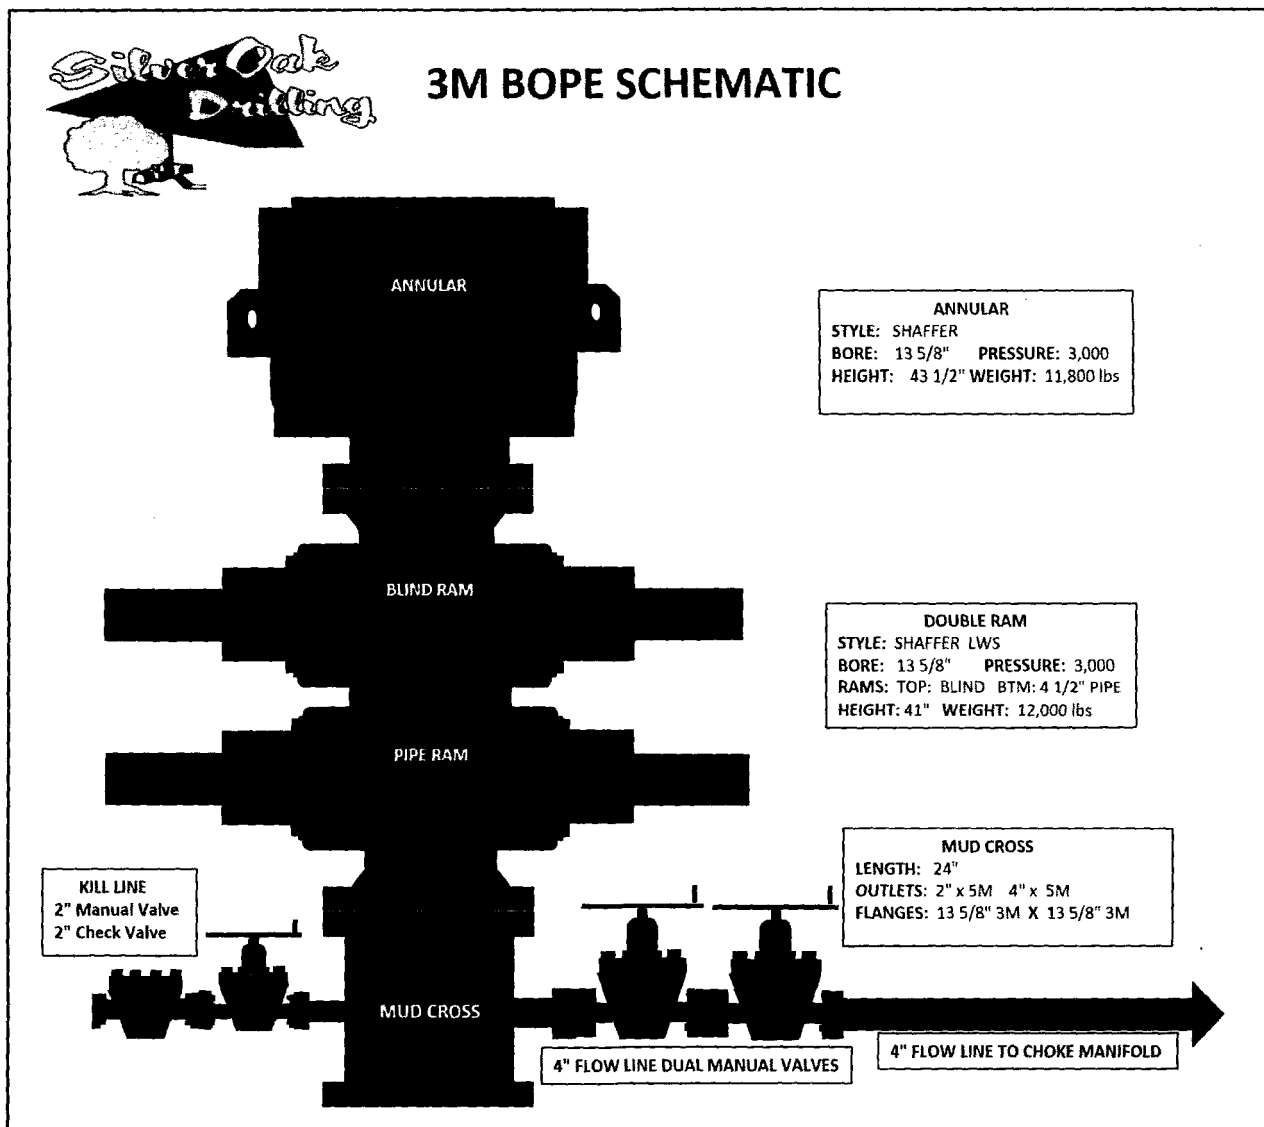 Silver Oak
Drilling
3M BOPE SCHEMATIC
ANNULAR
ANNULAR
STYLE: SHAFFER
BORE: 13 5/8" PRESSURE: 3,000
HEIGHT: 43 1/2" WEIGHT: 11,800 lbs
BLIND RAM
DOUBLE RAM
STYLE: SHAFFER LWS
BORE: 13 5/8" PRESSURE: 3,000
RAMS: TOP: BLIND BTM: 4 1/2" PIPE
HEIGHT: 41" WEIGHT: 12,000 lbs
PIPE RAM
MUD CROSS
LENGTH: 24"
OUTLETS: 2" x 5M 4" x 5M
FLANGES: 13 5/8" 3M X 13 5/8" 3M
KILL LINE
2" Manual Valve
2" Check Valve
MUD CROSS
4" FLOW LINE DUAL MANUAL VALVES
4" FLOW LINE TO CHOKE MANIFOLD